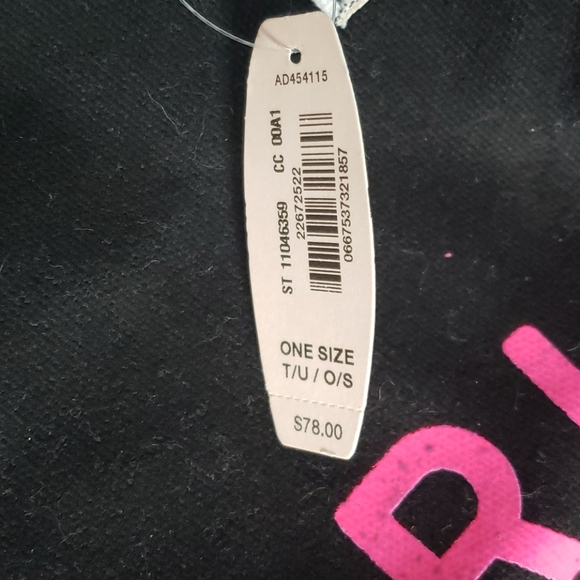 AD454115
ST 11046359 CC 00A1
22672522
0667537321857
ONE SIZE
T/U / O/S
$78.00